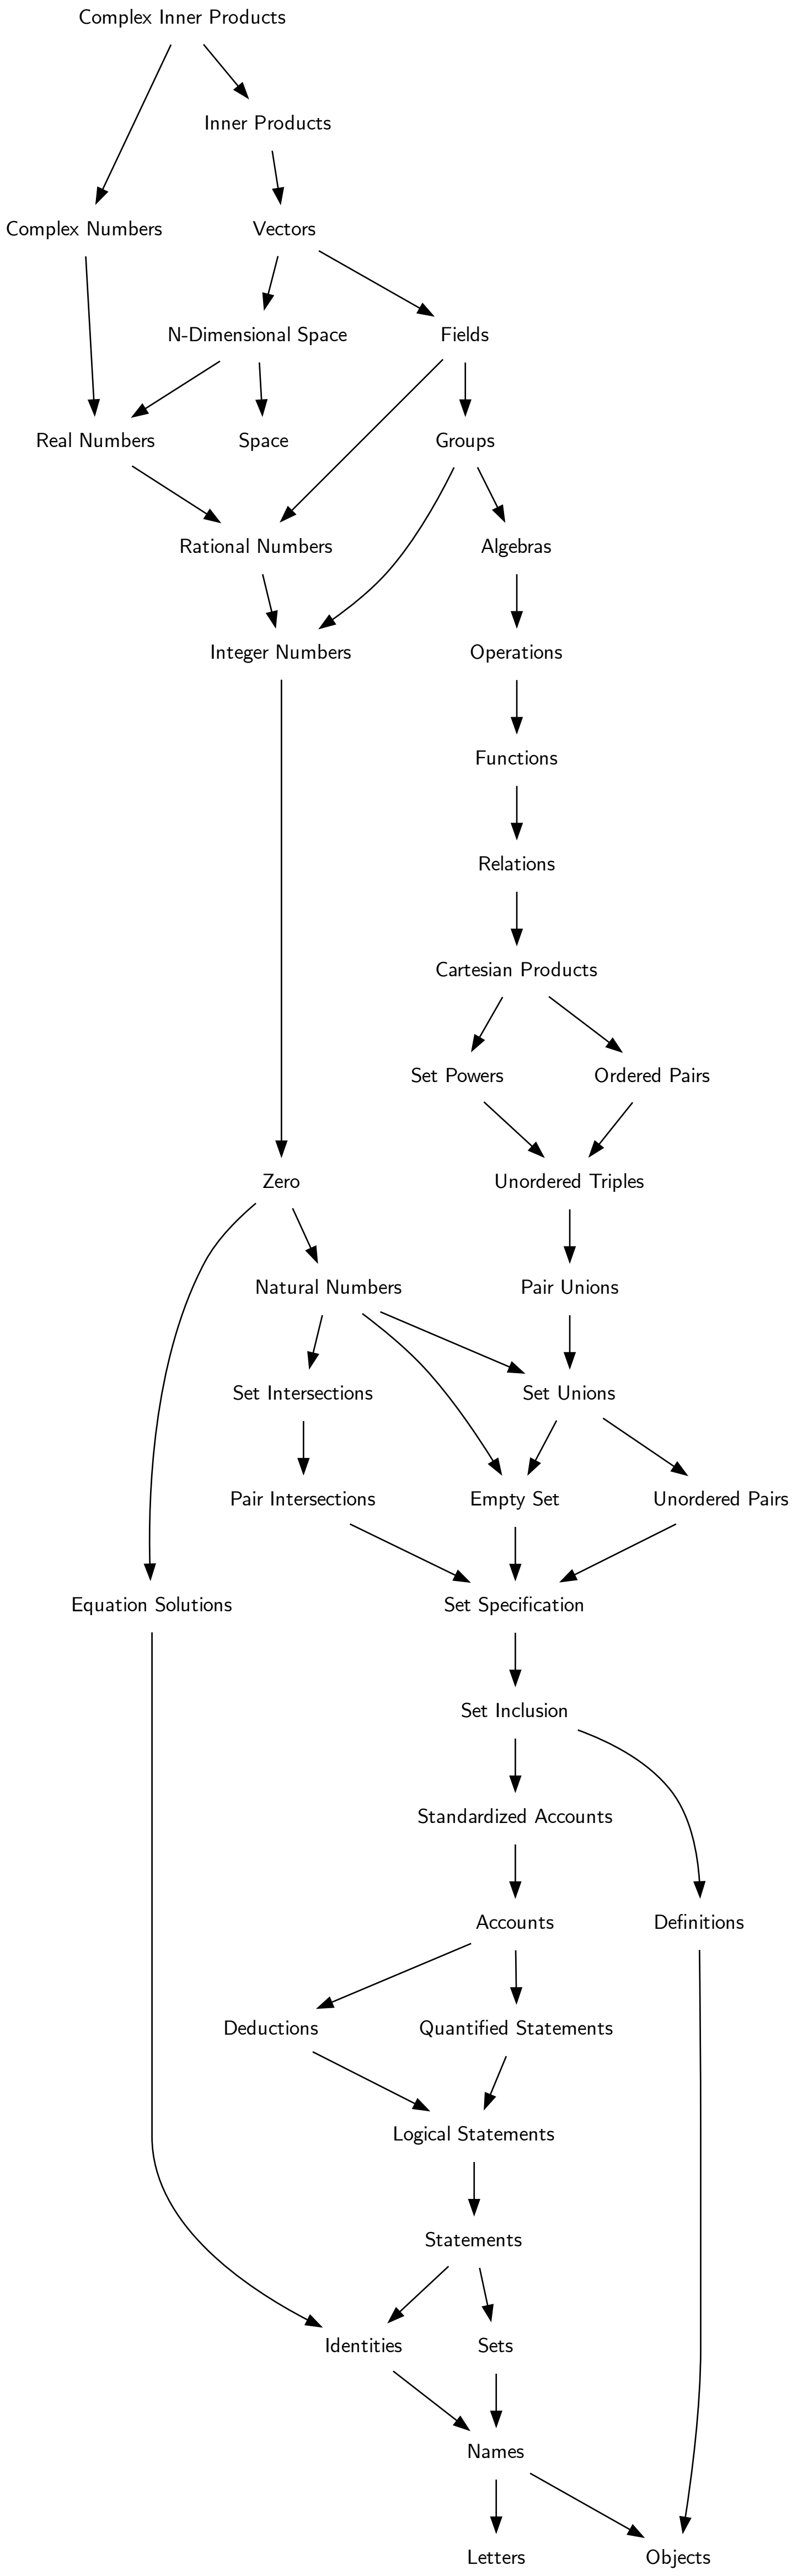 Complex Inner Products
Inner Products
Complex Numbers
Vectors
N-Dimensional Space
Fields
Real Numbers
Space
Groups
Rational Numbers
Algebras
Integer Numbers
Operations
Functions
Relations
Cartesian Products
Set Powers
Ordered Pairs
Zero
Unordered Triples
Natural Numbers
Pair Unions
Set Intersections
Set Unions
Pair Intersections
Empty Set
Unordered Pairs
Equation Solutions
Set Specification
Set Inclusion
Standardized Accounts
Accounts
Definitions
Deductions
Quantified Statements
Logical Statements
Statements
Identities
Sets
Names
Letters
Objects